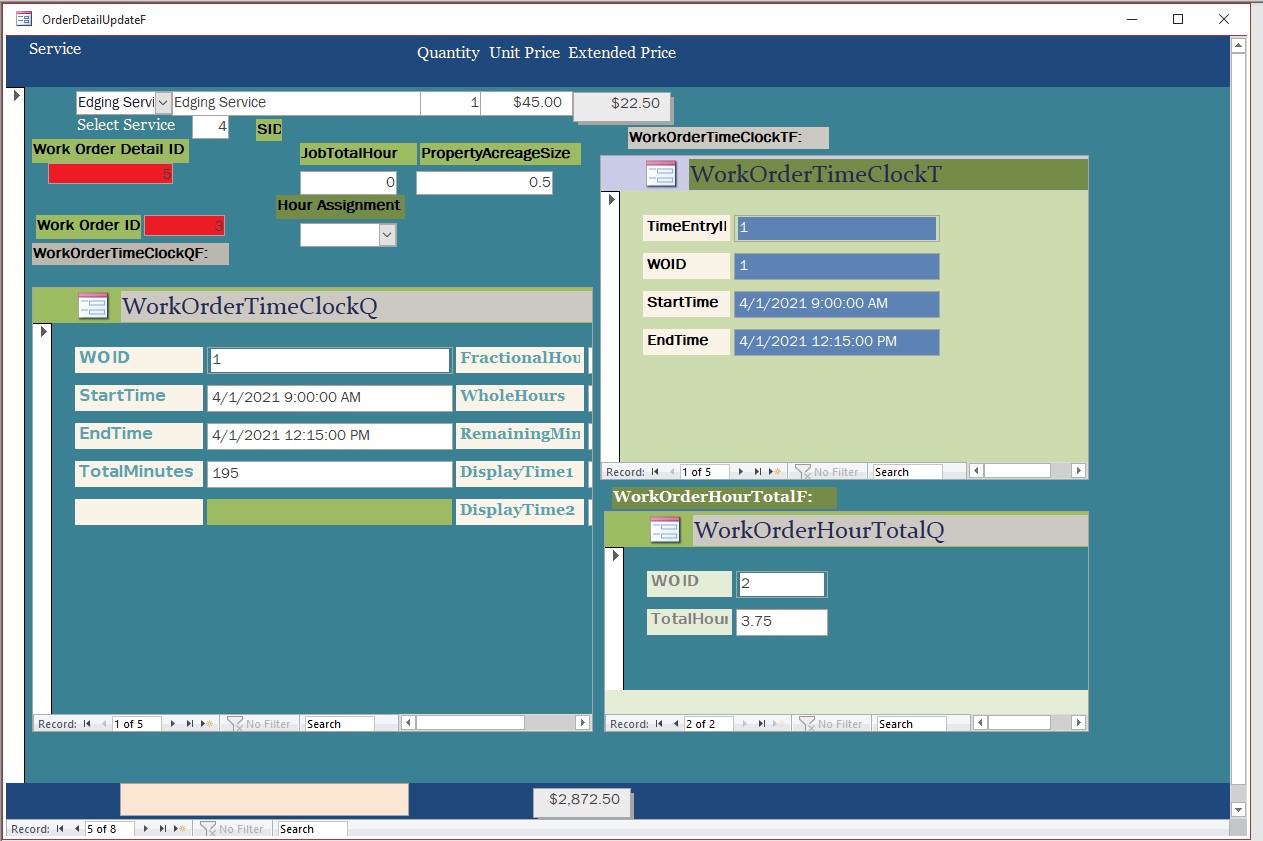 OrderDetailUpdateF
Service
Quantity Unit Price Extended Price
Edging Servi Edging Service 1 $45.00 $22.50
Select Service 4 SID
WorkOrderTimeClockTF:
Work Order Detail ID
5
JobTotalHour PropertyAcreageSize
0 0.5
Hour Assignment
Work Order ID 3
WorkOrderTimeClockQF:
WorkOrderTimeClockQ
WOID 1 FractionalHou
StartTime 4/1/2021 9:00:00 AM WholeHours
EndTime 4/1/2021 12:15:00 PM RemainingMin
TotalMinutes 195 DisplayTime1
DisplayTime2
Record: 1 of 5 No Filter Search
WorkOrderTimeClockT
TimeEntryI 1
WOID 1
StartTime 4/1/2021 9:00:00 AM
EndTime 4/1/2021 12:15:00 PM
Record: 1 of 5 No Filter Search
WorkOrderHourTotalF:
WorkOrderHourTotalQ
WOID 2
TotalHour 3.75
Record: 2 of 2 No Filter Search
$2,872.50
Record: 5 of 8 No Filter Search